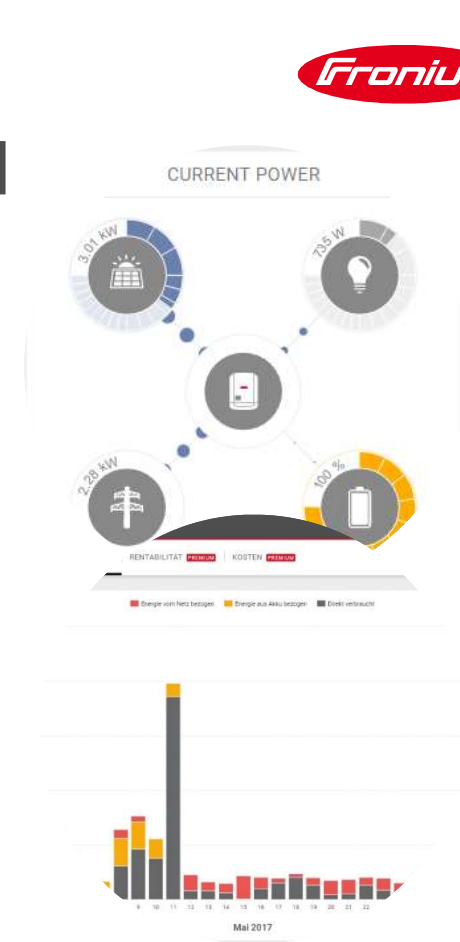 Froniu
CURRENT POWER
3.01 kW
735 W
2.28 kW
100 %
RENTABILITÄT PREMIUM KOSTEN PREMIUM
Energie vom Netz bezogen Energie aus Akku bezogen Direkt verbraucht
9 10 11 12 13 14 15 16 17 18 19 20 21 22
Mai 2017